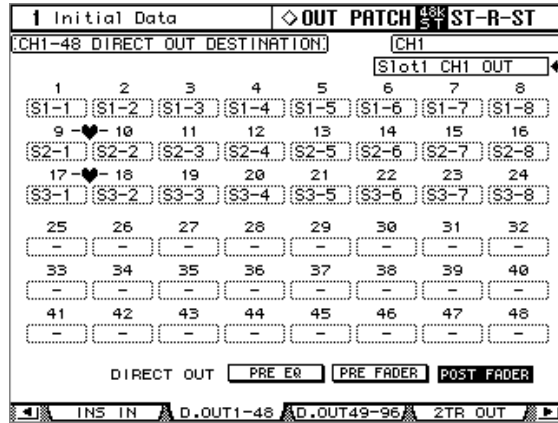 1 Initial Data ◇OUT PATCH 48K ST ST-R-ST
CH1-48 DIRECT OUT DESTINATION CH1
Slot1 CH1 OUT
1 2 3 4 5 6 7 8
S1-1 S1-2 S1-3 S1-4 S1-5 S1-6 S1-7 S1-8
9 -♥- 10 11 12 13 14 15 16
S2-1 S2-2 S2-3 S2-4 S2-5 S2-6 S2-7 S2-8
17 -♥- 18 19 20 21 22 23 24
S3-1 S3-2 S3-3 S3-4 S3-5 S3-6 S3-7 S3-8
25 26 27 28 29 30 31 32
- - - - - - - -
33 34 35 36 37 38 39 40
- - - - - - - -
41 42 43 44 45 46 47 48
- - - - - - - -
DIRECT OUT PRE EQ PRE FADER POST FADER
INS IN D.OUT1-48 D.OUT49-96 2TR OUT